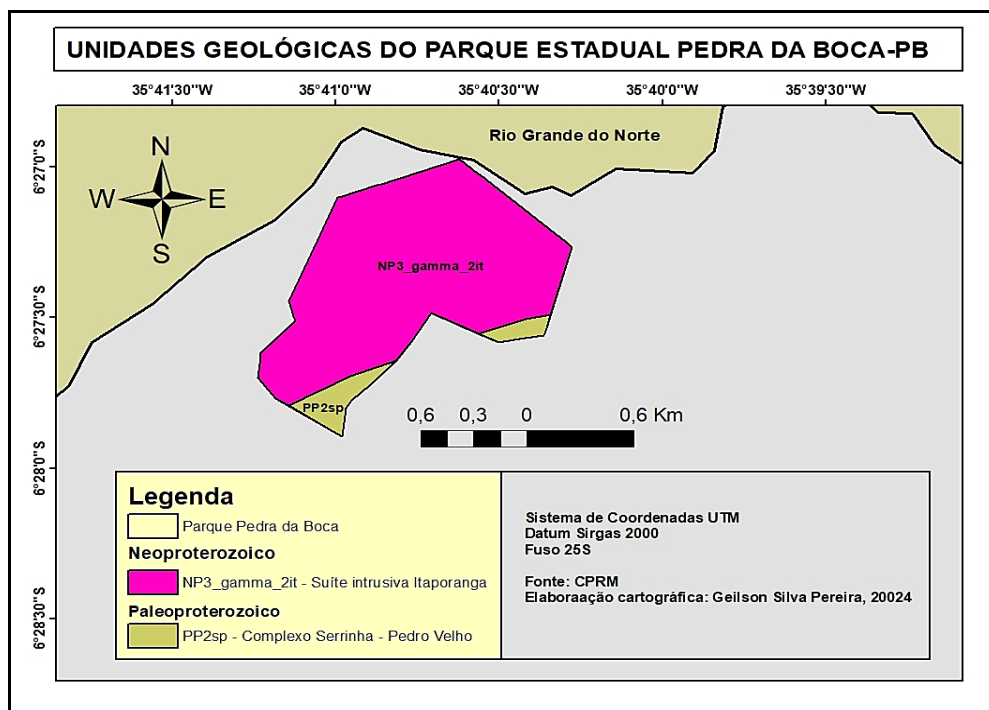 UNIDADES GEOLÓGICAS DO PARQUE ESTADUAL PEDRA DA BOCA-PB
35°41'30"W 35°41'0"W 35°40'30"W 35°40'0"W 35°39'30"W
Rio Grande do Norte
6°27'0"S
N
W E
S
NP3_gamma_2it
6°27'30"S
PP2sp
0,6 0,3 0 0,6 Km
6°28'0"S
Legenda
Parque Pedra da Boca
Neoproterozoico
NP3_gamma_2it - Suíte intrusiva Itaporanga
Paleoproterozoico
PP2sp - Complexo Serrinha - Pedro Velho
6°28'30"S
Sistema de Coordenadas UTM
Datum Sirgas 2000
Fuso 25S
Fonte: CPRM
Elaboraação cartográfica: Geilson Silva Pereira, 20024